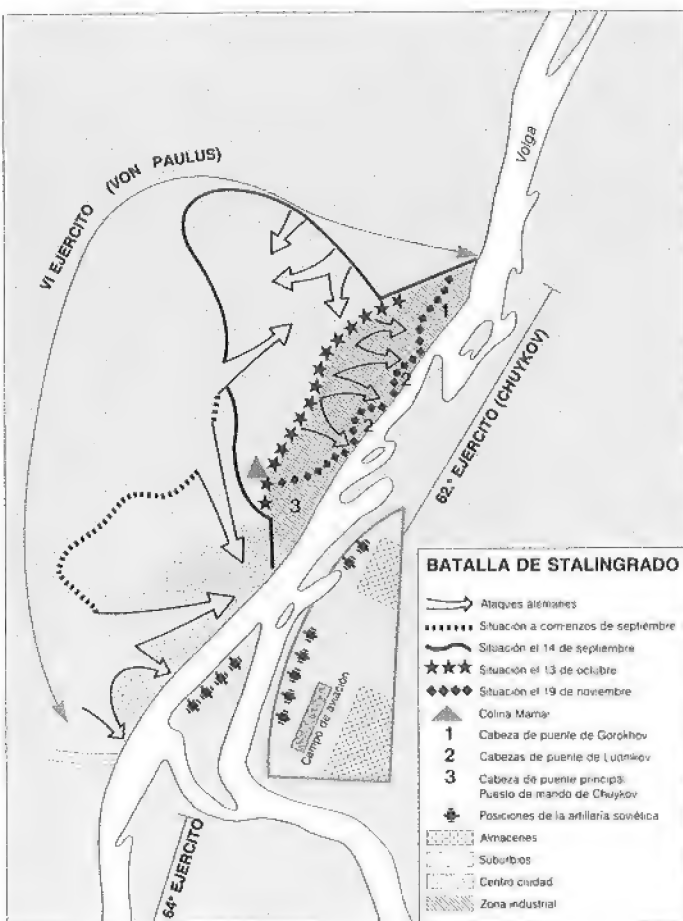 Volga
VI EJERCITO (VON PAULUS)
1
2
2
3
62.º EJERCITO (CHUYKOV)
Campo de aviación
64º EJERCITO
BATALLA DE STALINGRADO
Ataques alemanes
Situación a comienzos de septiembre
Situación el 14 de septiembre
Situación el 13 de octubre
Situación el 19 de noviembre
Colina Mamai
1 Cabeza de puente de Gorokhov
2 Cabezas de puente de Ludnikov
3 Cabeza de puente principal
Puesto de mando de Chuykov
Posiciones de la artillería soviética
Almacenes
Suburbios
Centro ciudad
Zona industrial